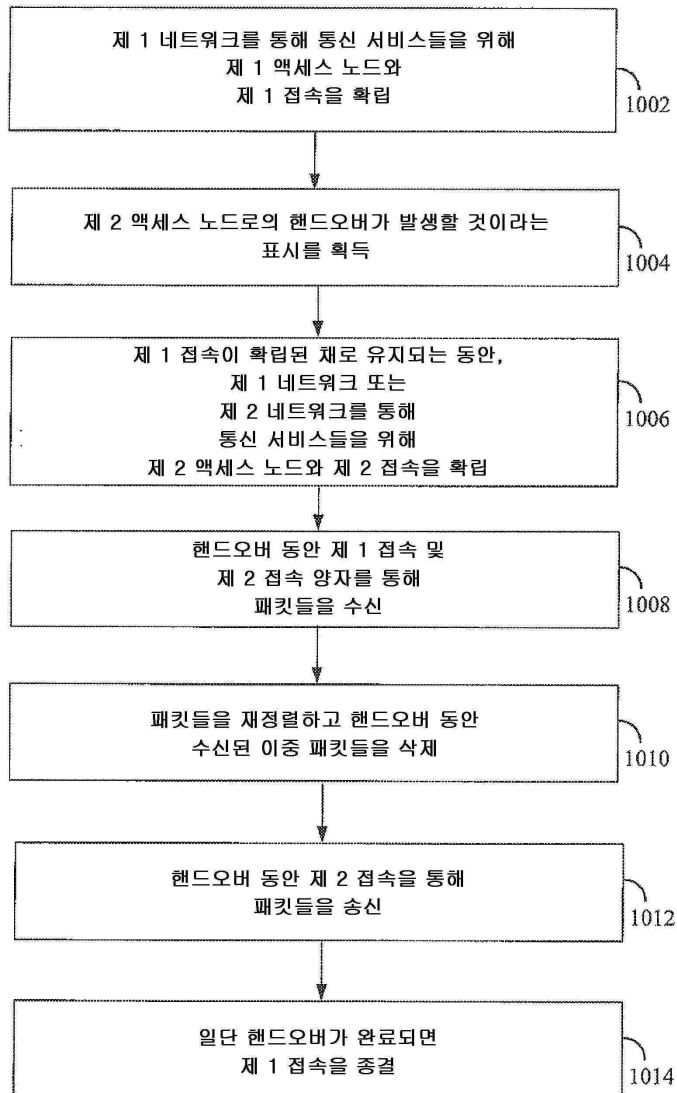 제 1 네트워크를 통해 통신 서비스들을 위해
제 1 액세스 노드와
제 1 접속을 확립
1002
제 2 액세스 노드로의 핸드오버가 발생할 것이라는
표시를 획득
1004
제 1 접속이 확립된 채로 유지되는 동안,
제 1 네트워크 또는
제 2 네트워크를 통해
통신 서비스들을 위해
제 2 액세스 노드와 제 2 접속을 확립
1006
핸드오버 동안 제 1 접속 및
제 2 접속 양자를 통해
패킷들을 수신
1008
패킷들을 재정렬하고 핸드오버 동안
수신된 이중 패킷들을 삭제
1010
핸드오버 동안 제 2 접속을 통해
패킷들을 송신
1012
일단 핸드오버가 완료되면
제 1 접속을 종결
1014